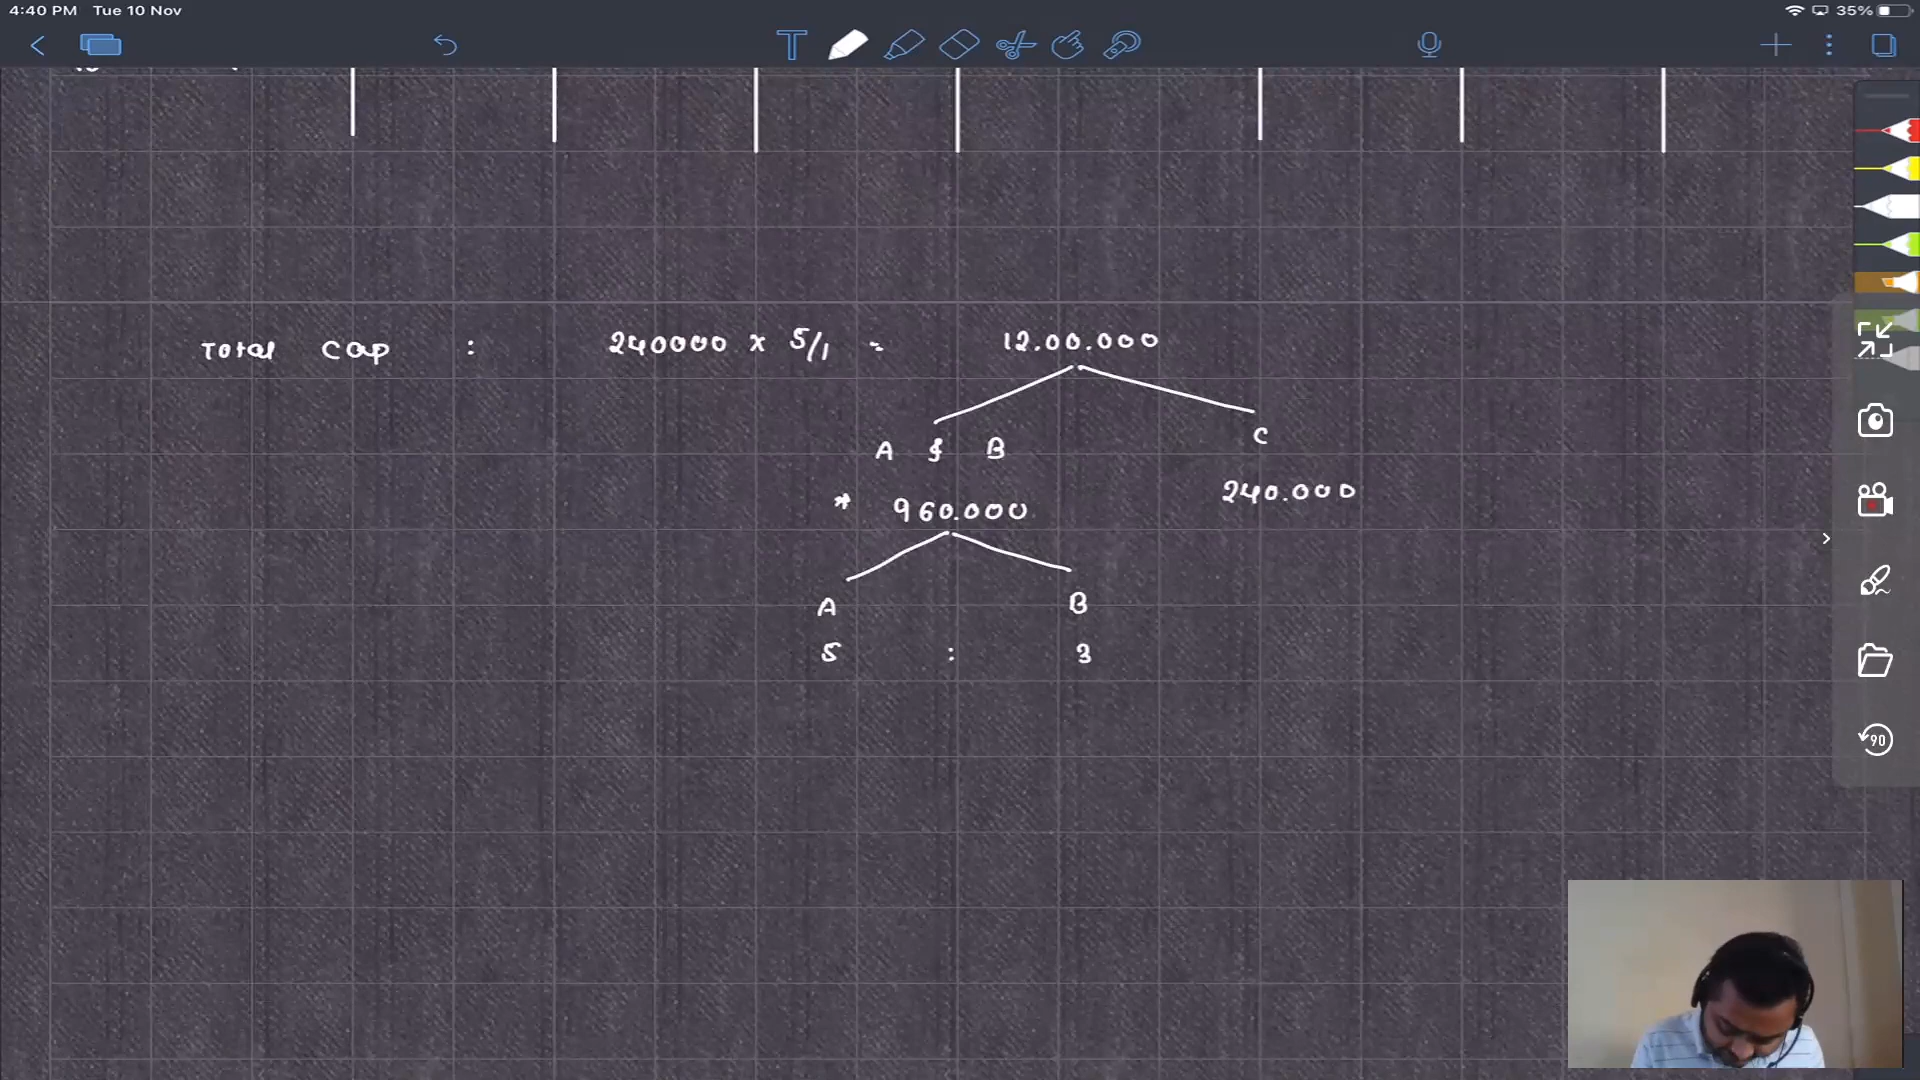 4:40 PM Tue 10 Nov 35%
T
Total Cap : 240000 x 5/1 = 12.00.000
A & B C
* 960.000 240.000
A B
5 : 3
90